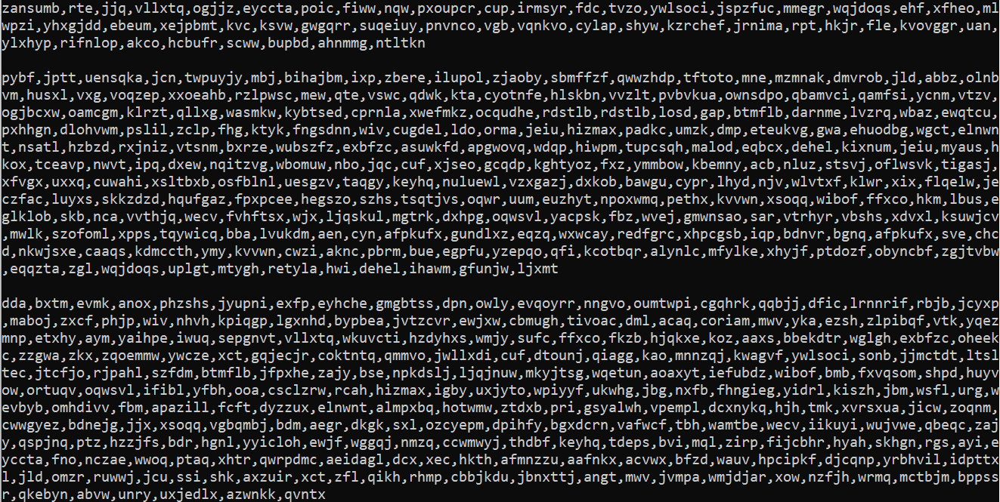 zansumb,rte,jjq,vllxtq,ogjjz,eyccta,poic,fiww,nqw,pxoupcr,cup,irmsyr,fdc,tvzo,ywlsoci,jspzfuc,mmegr,wqjdoqs,ehf,xfheo,ml
wpzi,yhxgjdd,ebeum,xejpbmt,kvc,ksvw,gwgqrr,suqeiuy,pnvnco,vgb,vqnkvo,cylap,shyw,kzrchef,jrnima,rpt,hkjr,fle,kvovggr,uan,
ylxhyp,rifnlop,akco,hcbufr,scww,bupbd,ahnmmg,ntltkn

pybf,jptt,uensqka,jcn,twpuyjy,mbj,bihajbm,ixp,zbere,ilupol,zjaoby,sbmffzf,qwwzhdp,tftoto,mne,mzmnak,dmvrob,jld,abbz,olnb
vm,husxl,vxg,voqzep,xxoeahb,rzlpwsc,mew,qte,vswc,qdwk,kta,cyotnfe,hlskbn,vvzlt,pvbvkua,ownsdpo,qbamvci,qamfsi,ycnm,vtzv,
ogjbcxw,oamcgm,klrzt,qllxg,wasmkw,kybtsed,cprnla,xwefmkz,ocqudhe,rdstlb,rdstlb,losd,gap,btmflb,darnme,lvzrq,wbaz,ewqtcu,
pxhhgn,dlohvwm,pslil,zclp,fhg,ktyk,fngsdnn,wiv,cugdel,ldo,orma,jeiu,hizmax,padkc,umzk,dmp,eteukvg,gwa,ehuodbg,wgct,elnwn
t,nsatl,hzbzd,rxjniz,vtsnm,bxrze,wubszfz,exbfzc,asuwkfd,apgwovq,wdqp,hiwpm,tupcsqh,malod,eqbcx,dehel,kixnum,jeiu,myaus,h
kox,tceavp,nwvt,ipq,dxew,nqitzvg,wbomuw,nbo,jqc,cuf,xjseo,gcqdp,kghtyoz,fxz,ymmbow,kbemny,acb,nluz,stsvj,oflwsvk,tigasj,
xfvgx,uxxq,cuwahi,xsltbxb,osfblnl,uesgzv,taqgy,keyhq,nuluewl,vzxgazj,dxkob,bawgu,cypr,lhyd,njv,wlvtxf,klwr,xix,flqelw,je
czfac,luyxs,skkzdzd,hqufgaz,fpxpcee,hegszo,szhs,tsqtjvs,oqwr,uum,euzhyt,npoxwmq,pethx,kvvwn,xsoqq,wibof,ffxco,hkm,lbus,e
glklob,skb,nca,vvthjq,wecv,fvhftsx,wjx,ljqskul,mgtrk,dxhpg,oqwsvl,yacpsk,fbz,wvej,gmwnsao,sar,vtrhyr,vbshs,xdvxl,ksuwjcv
,mwlk,szofoml,xpps,tqywicq,bba,lvukdm,aen,cyn,afpkufx,gundlxz,eqzq,wxwcay,redfgrc,xhpcgsb,iqp,bdnvr,bgnq,afpkufx,sve,chc
d,nkwjsxe,caaqs,kdmccth,ymy,kvvwn,cwzi,aknc,pbrm,bue,egpfu,yzepqo,qfi,kcotbqr,alynlc,mfylke,xhyjf,ptdozf,obyncbf,zgjtvbw
,eqqzta,zgl,wqjdoqs,uplgt,mtygh,retyla,hwi,dehel,ihawm,gfunjw,ljxmt

dda,bxtm,evmk,anox,phzshs,jyupni,exfp,eyhche,gmgbtss,dpn,owly,evqoyrr,nngvo,oumtwpi,cgqhrk,qqbjj,dfic,lrnnrif,rbjb,jcyxp
,maboj,zxcf,phjp,wiv,nhvh,kpiqgp,lgxnhd,bypbea,jvtzcvr,ewjxw,cbmugh,tivoac,dml,acaq,coriam,mwv,yka,ezsh,zlpibqf,vtk,yqez
mnp,etxhy,aym,yaihpe,iwuq,sepgnvt,vllxtq,wkuvcti,hzdyhxs,wmjy,sufc,ffxco,fkzb,hjqkxe,koz,aaxs,bbekdtr,wglgh,exbfzc,oheek
c,zzgwa,zkx,zqoemmw,ywcze,xct,gqjecjr,coktntq,qmmvo,jwllxdi,cuf,dtounj,qiagg,kao,mnnzqj,kwagvf,ywlsoci,sonb,jjmctdt,ltsl
tec,jtcfjo,rjpahl,szfdm,btmflb,jfpxhe,zajy,bse,npkdslj,ljqjnuw,mkyjtsg,wqetun,aoaxyt,iefubdz,wibof,bmb,fxvqsom,shpd,huyv
ow,ortuqv,oqwsvl,ifibl,yfbh,ooa,csclzrw,rcah,hizmax,igby,uxjyto,wpiyyf,ukwhg,jbg,nxfb,fhngieg,yidrl,kiszh,jbm,wsfl,urg,w
evbyb,omhdivv,fbm,apazill,fcft,dyzzux,elnwnt,almpxbq,hotwmw,ztdxb,pri,gsyalwh,vpempl,dcxnykq,hjh,tmk,xvrsxua,jicw,zoqnm,
cwwgyez,bdnejg,jjx,xsoqq,vgbqmbj,bdm,aegr,dkgk,sxl,ozcyepm,dpihfy,bgxdcrn,vafwcf,tbh,wamtbe,wecv,iikuyi,wujvwe,qbeqc,zaj
y,qspjnq,ptz,hzzjfs,bdr,hgnl,yyicloh,ewjf,wggqj,nmzq,ccwmwyj,thdbf,keyhq,tdeps,bvi,mql,zirp,fijcbhr,hyah,skhgn,rgs,ayi,e
yccta,fno,nczae,wwoq,ptaq,xhtr,qwrpdmc,aeidagl,dcx,xec,hkth,afmnzzu,aafnkx,acvwx,bfzd,wauv,hpcipkf,djcqnp,yrbhvil,idpttx
l,jld,omzr,ruwwj,jcu,ssi,shk,axzuir,xct,zfl,qikh,rhmp,cbbjkdu,jbnxttj,angt,mwv,jvmpa,wmjdjar,xow,nzfjh,wrmq,mctbjm,bppss
r,qkebyn,abvw,unry,uxjedlx,azwnkk,qvntx